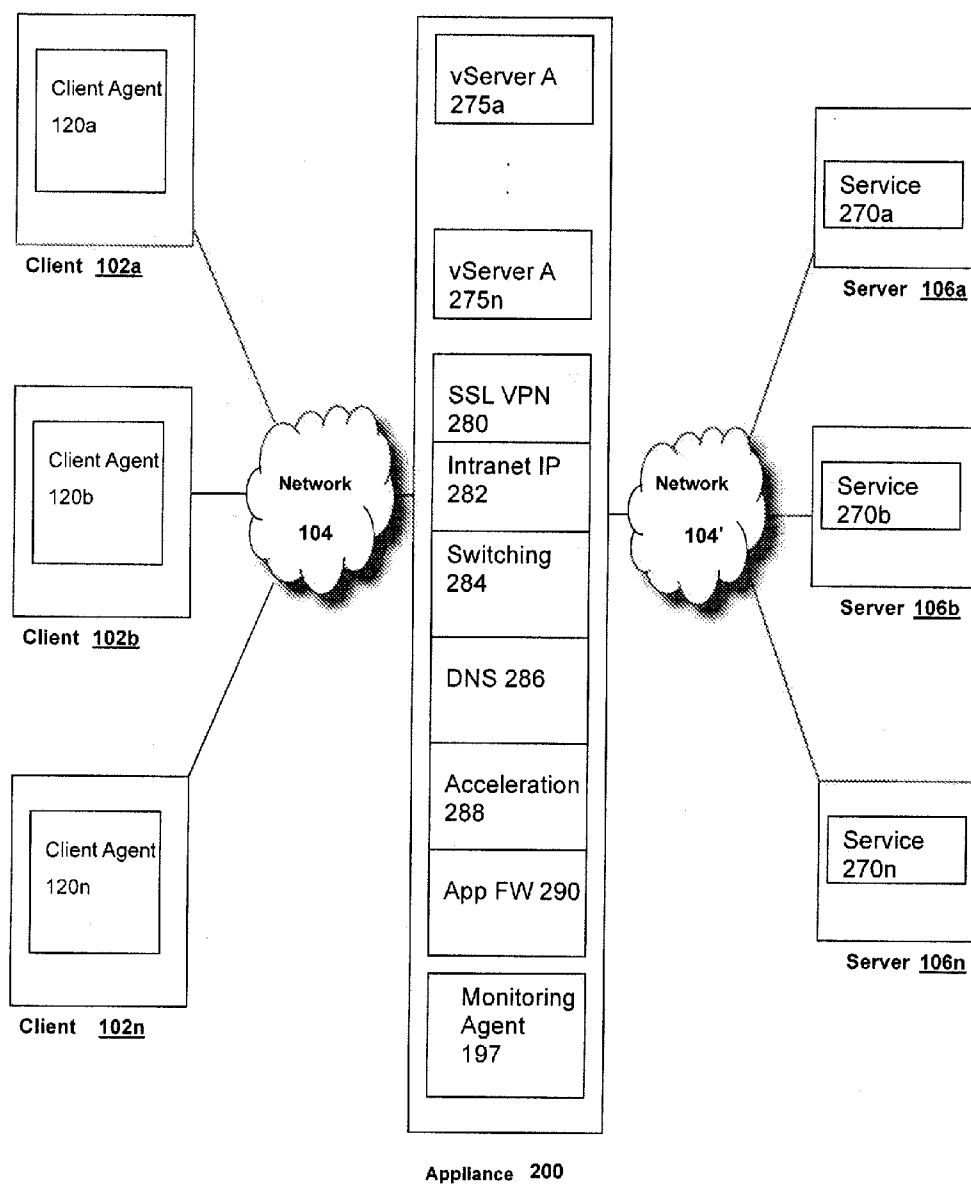 Client Agent
120a
Client 102a
Client Agent
120b
Client 102b
Client Agent
120n
Client 102n
Network
104
vServer A
275a
vServer A
275n
SSL VPN
280
Intranet IP
282
Switching
284
DNS 286
Acceleration
288
App FW 290
Monitoring
Agent
197
Appliance 200
Network
104'
Service
270a
Server 106a
Service
270b
Server 106b
Service
270n
Server 106n